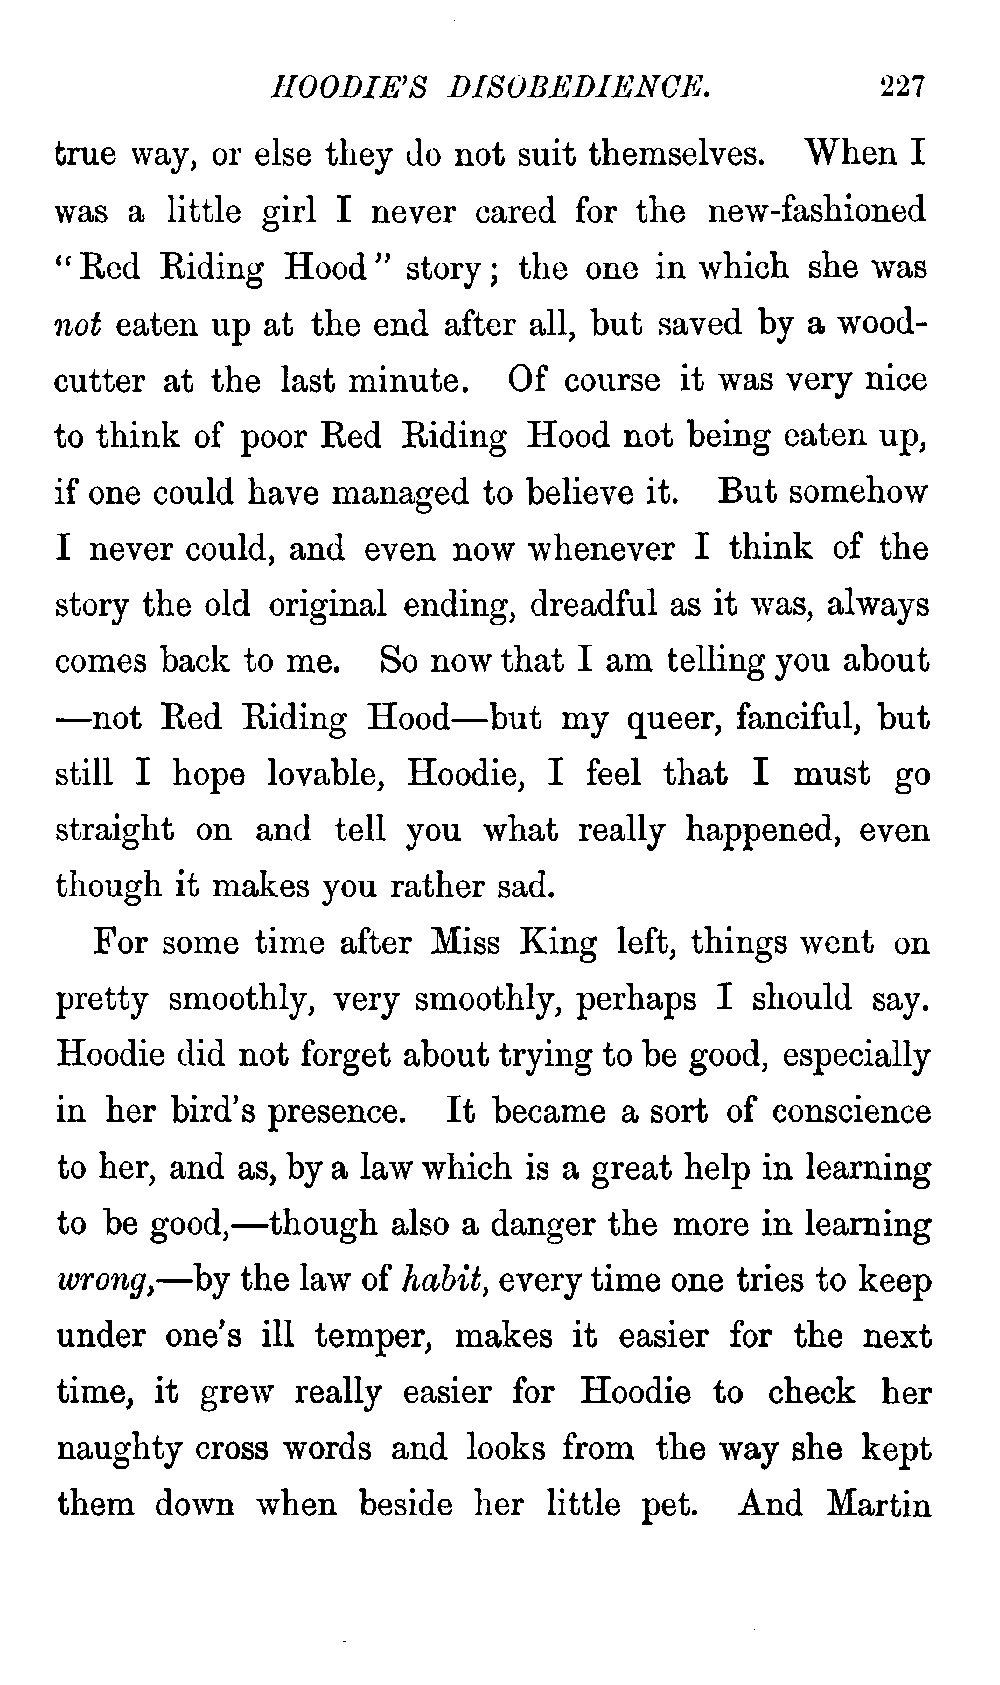 HOODIE'S DISOBEDIENCE. 227
true way, or else they do not suit themselves. When I
was a little girl I never cared for the new-fashioned
"Red Riding Hood" story; the one in which she was
not eaten up at the end after all, but saved by a wood-
cutter at the last minute. Of course it was very nice
to think of poor Red Riding Hood not being eaten up,
if one could have managed to believe it. But somehow
I never could, and even now whenever I think of the
story the old original ending, dreadful as it was, always
comes back to me. So now that I am telling you about
—not Red Riding Hood—but my queer, fanciful, but
still I hope lovable, Hoodie, I feel that I must go
straight on and tell you what really happened, even
though it makes you rather sad.
For some time after Miss King left, things went on
pretty smoothly, very smoothly, perhaps I should say.
Hoodie did not forget about trying to be good, especially
in her bird's presence. It became a sort of conscience
to her, and as, by a law which is a great help in learning
to be good,—though also a danger the more in learning
wrong,—by the law of habit, every time one tries to keep
under one's ill temper, makes it easier for the next
time, it grew really easier for Hoodie to check her
naughty cross words and looks from the way she kept
them down when beside her little pet. And Martin